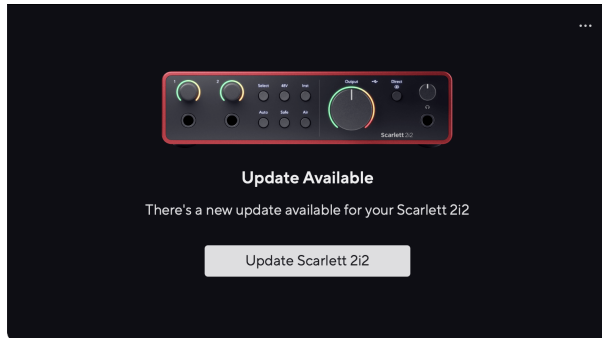 ...
1
2
Select 48V Inst
Auto Safe Air
Output
Direct
Scarlett 2i2
Update Available
There's a new update available for your Scarlett 2i2
Update Scarlett 2i2